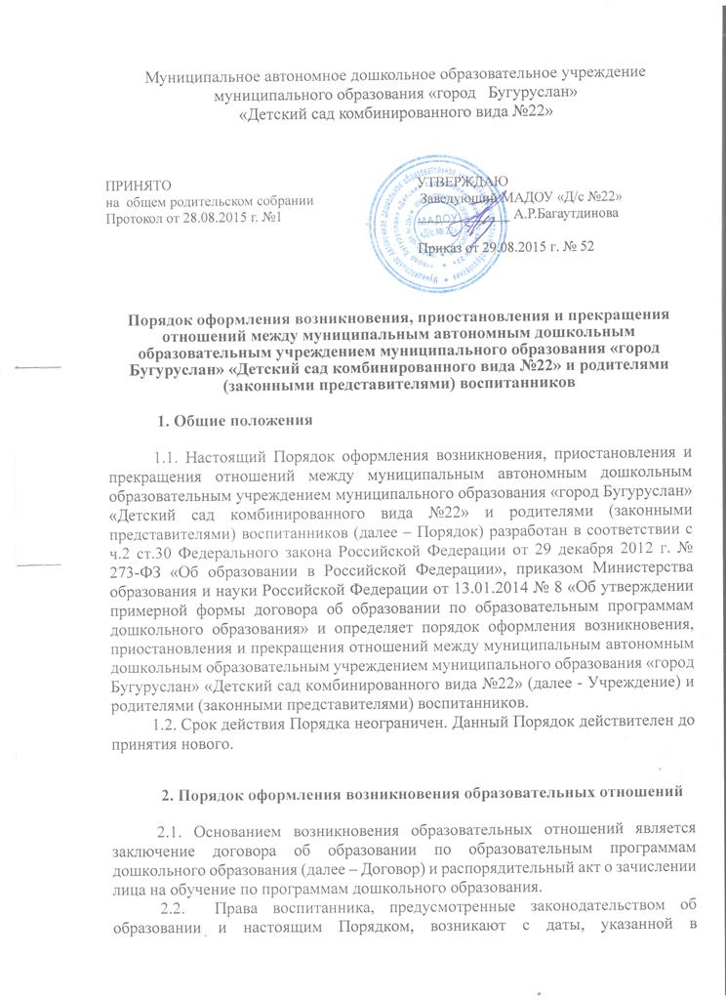 Муниципальное автономное дошкольное образовательное учреждение
муниципального образования «город Бугуруслан»
«Детский сад комбинированного вида №22»
ПРИНЯТО
на общем родительском собрании
Протокол от 28.08.2015 г. №1
УТВЕРЖДАЮ
Заведующий МАДОУ «Д/с №22»
____________ А.Р.Багаутдинова
Приказ от 29.08.2015 г. № 52
МАДОУ
«Д/с № 22»
Порядок оформления возникновения, приостановления и прекращения
отношений между муниципальным автономным дошкольным
образовательным учреждением муниципального образования «город
Бугуруслан» «Детский сад комбинированного вида №22» и родителями
(законными представителями) воспитанников
1. Общие положения
1.1. Настоящий Порядок оформления возникновения, приостановления и
прекращения отношений между муниципальным автономным дошкольным
образовательным учреждением муниципального образования «город Бугуруслан»
«Детский сад комбинированного вида №22» и родителями (законными
представителями) воспитанников (далее – Порядок) разработан в соответствии с
ч.2 ст.30 Федерального закона Российской Федерации от 29 декабря 2012 г. №
273-ФЗ «Об образовании в Российской Федерации», приказом Министерства
образования и науки Российской Федерации от 13.01.2014 № 8 «Об утверждении
примерной формы договора об образовании по образовательным программам
дошкольного образования» и определяет порядок оформления возникновения,
приостановления и прекращения отношений между муниципальным автономным
дошкольным образовательным учреждением муниципального образования «город
Бугуруслан» «Детский сад комбинированного вида №22» (далее - Учреждение) и
родителями (законными представителями) воспитанников.
1.2. Срок действия Порядка неограничен. Данный Порядок действителен до
принятия нового.
2. Порядок оформления возникновения образовательных отношений
2.1. Основанием возникновения образовательных отношений является
заключение договора об образовании по образовательным программам
дошкольного образования (далее – Договор) и распорядительный акт о зачислении
лица на обучение по программам дошкольного образования.
2.2. Права воспитанника, предусмотренные законодательством об
образовании и настоящим Порядком, возникают с даты, указанной в